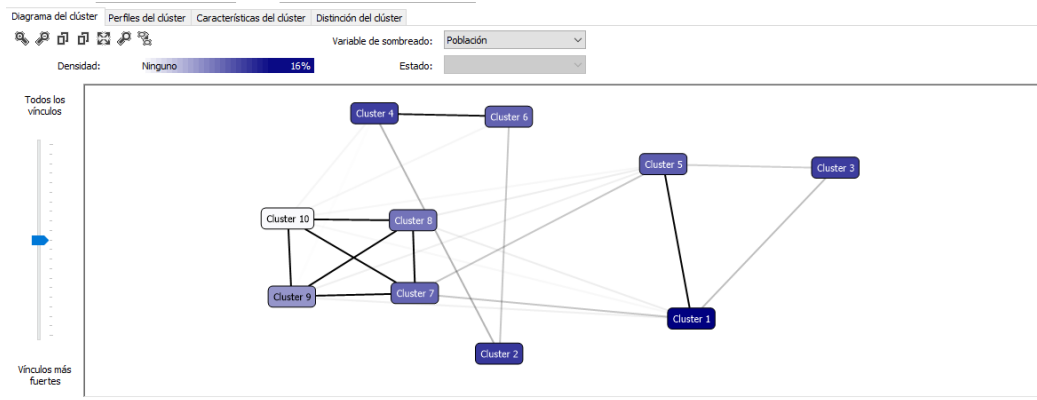 Diagrama del clúster Perfiles del clúster Características del clúster Distinción del clúster
Variable de sombreado: Población
Densidad: Ninguno 16% Estado:
Todos los
vínculos
Cluster 4
Cluster 6
Cluster 5
Cluster 3
Cluster 10
Cluster 8
Cluster 9
Cluster 7
Cluster 1
Cluster 2
Vínculos más
fuertes